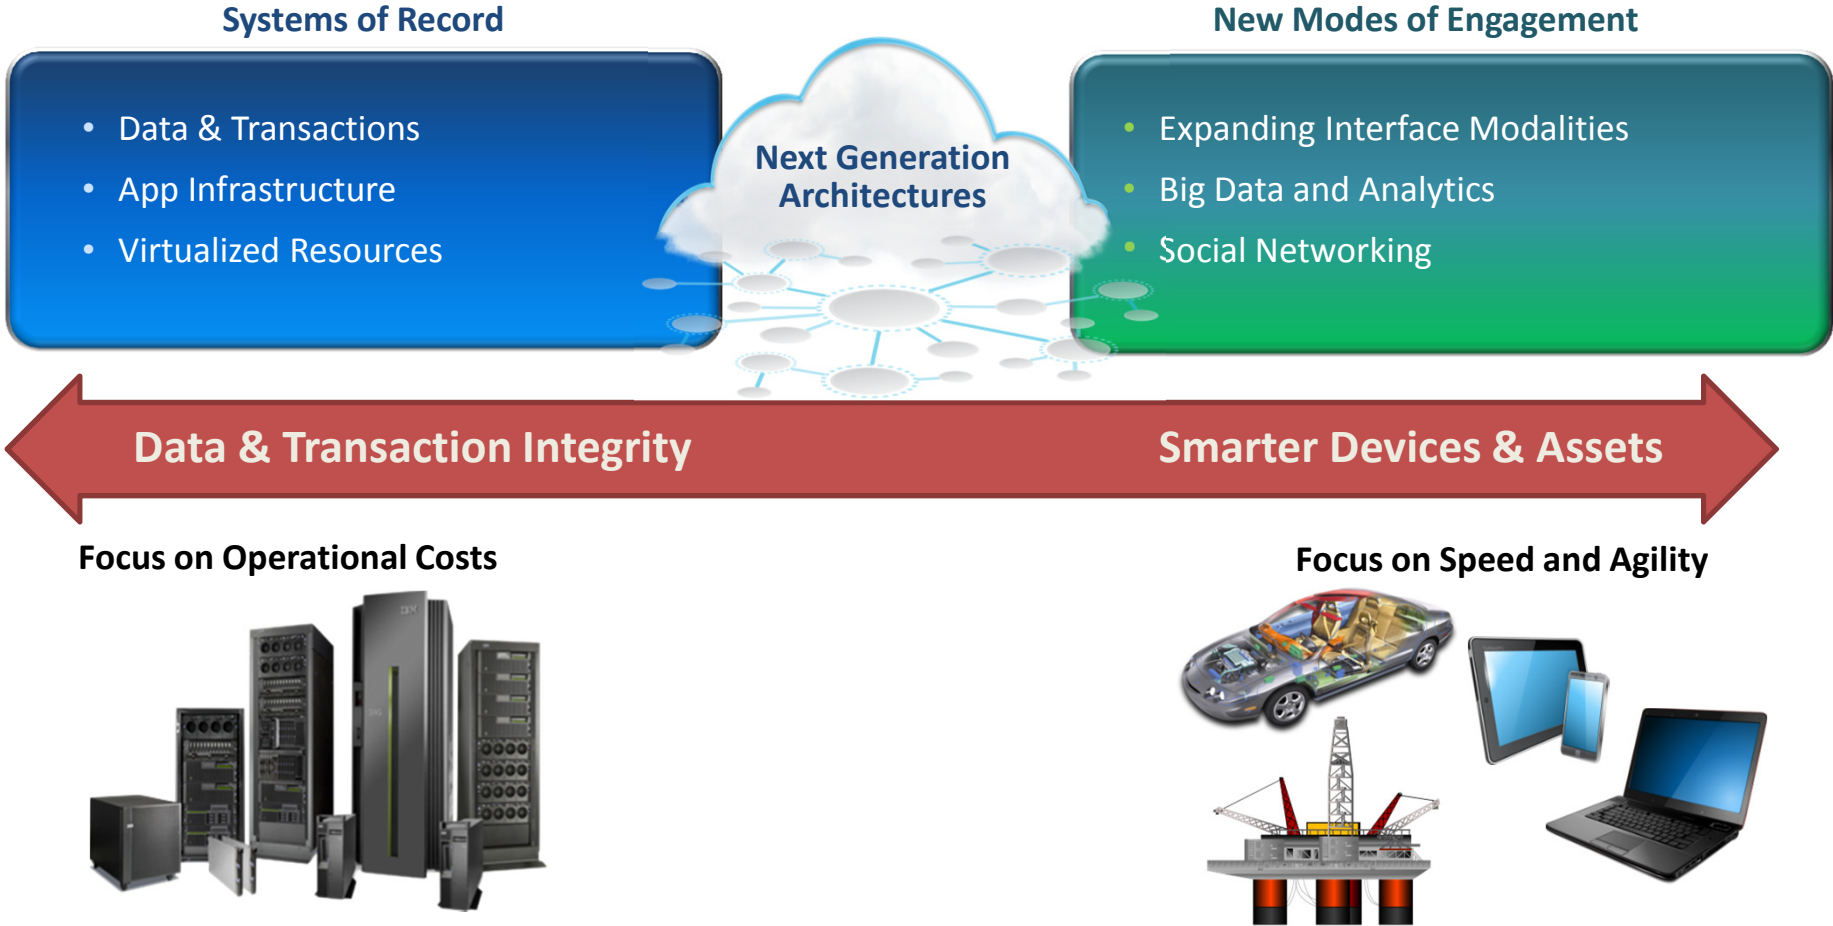 Systems of Record
New Modes of Engagement
• Data & Transactions
• App Infrastructure
• Virtualized Resources
Next Generation
Architectures
• Expanding Interface Modalities
• Big Data and Analytics
• Social Networking
Data & Transaction Integrity
Smarter Devices & Assets
Focus on Operational Costs
Focus on Speed and Agility
IBM